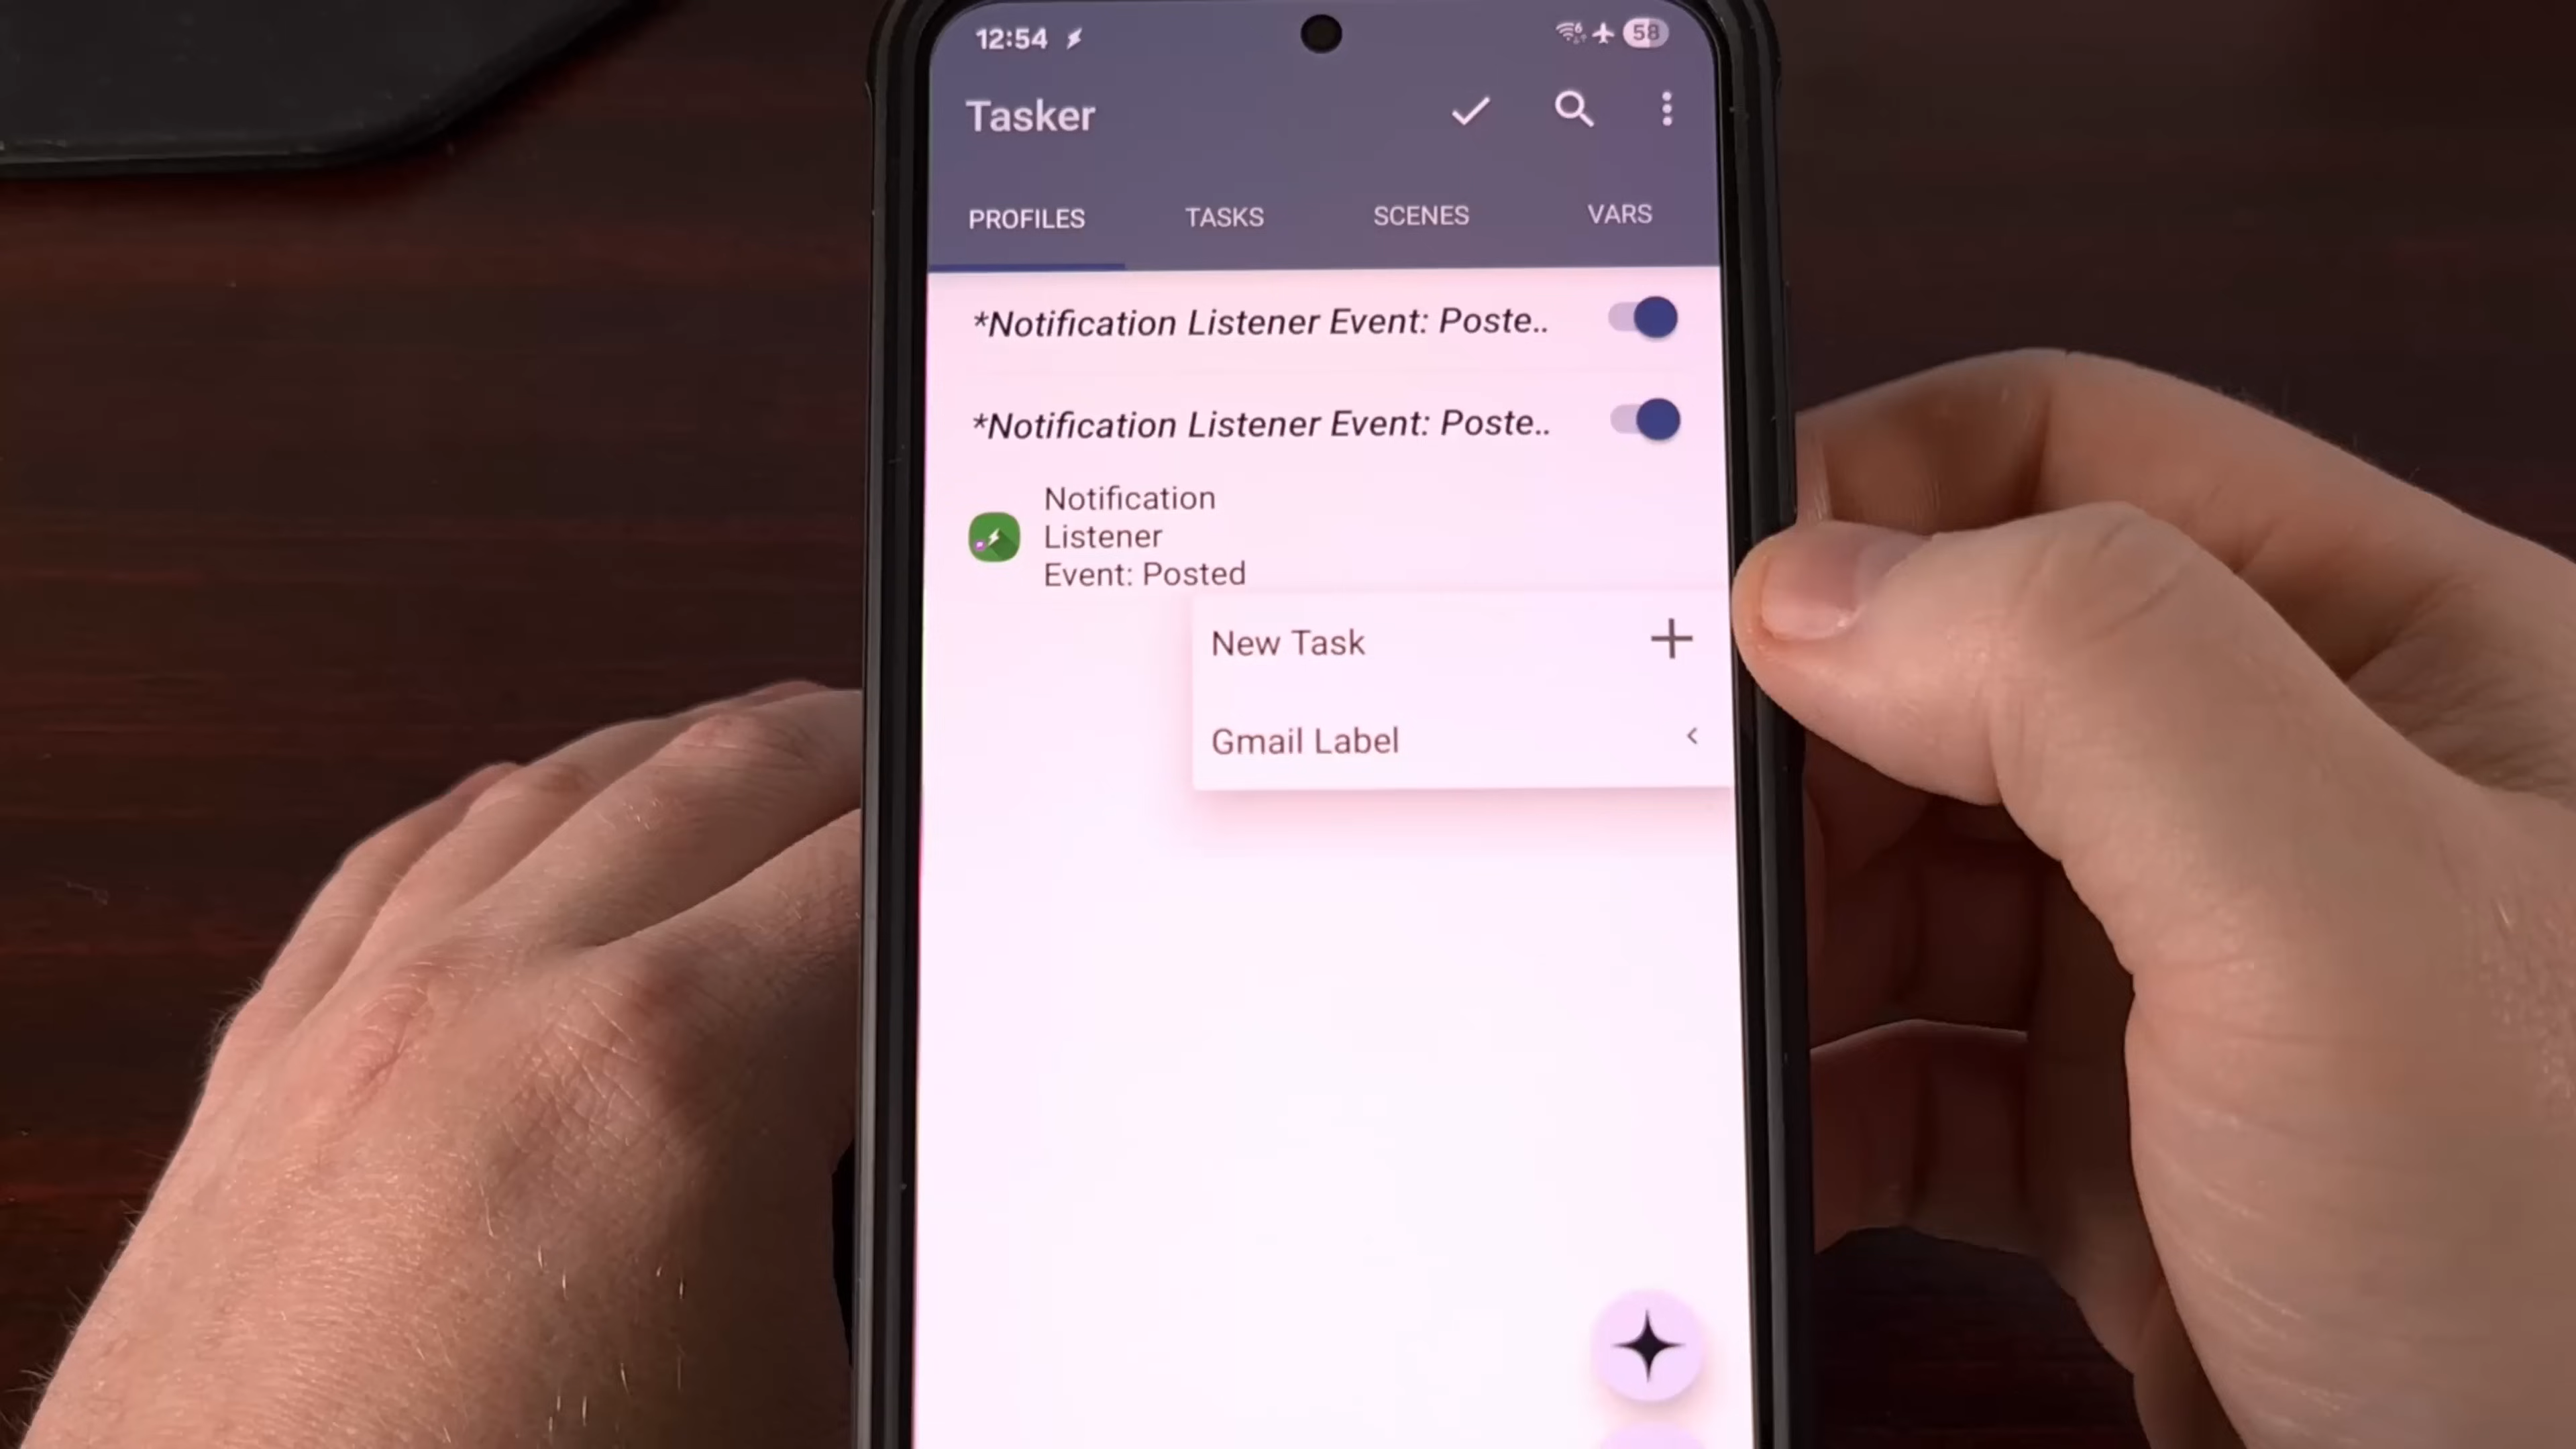 12:54
58
Tasker
PROFILES TASKS SCENES VARS
*Notification Listener Event: Poste..
*Notification Listener Event: Poste..
Notification
Listener
Event: Posted
New Task
Gmail Label